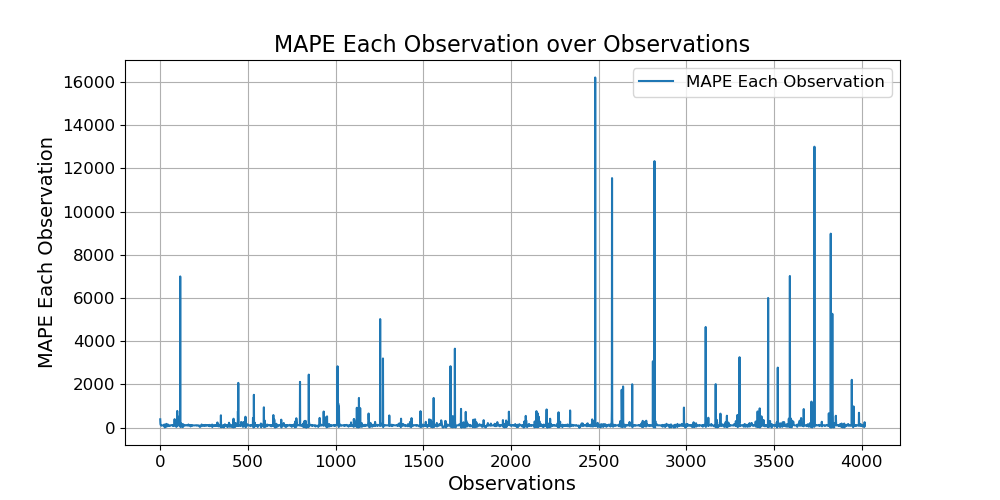 MAPE Each Observation over Observations
MAPE Each Observation
16000
14000
12000
10000
8000
6000
4000
2000
0
MAPE Each Observation
0 500 1000 1500 2000 2500 3000 3500 4000
Observations